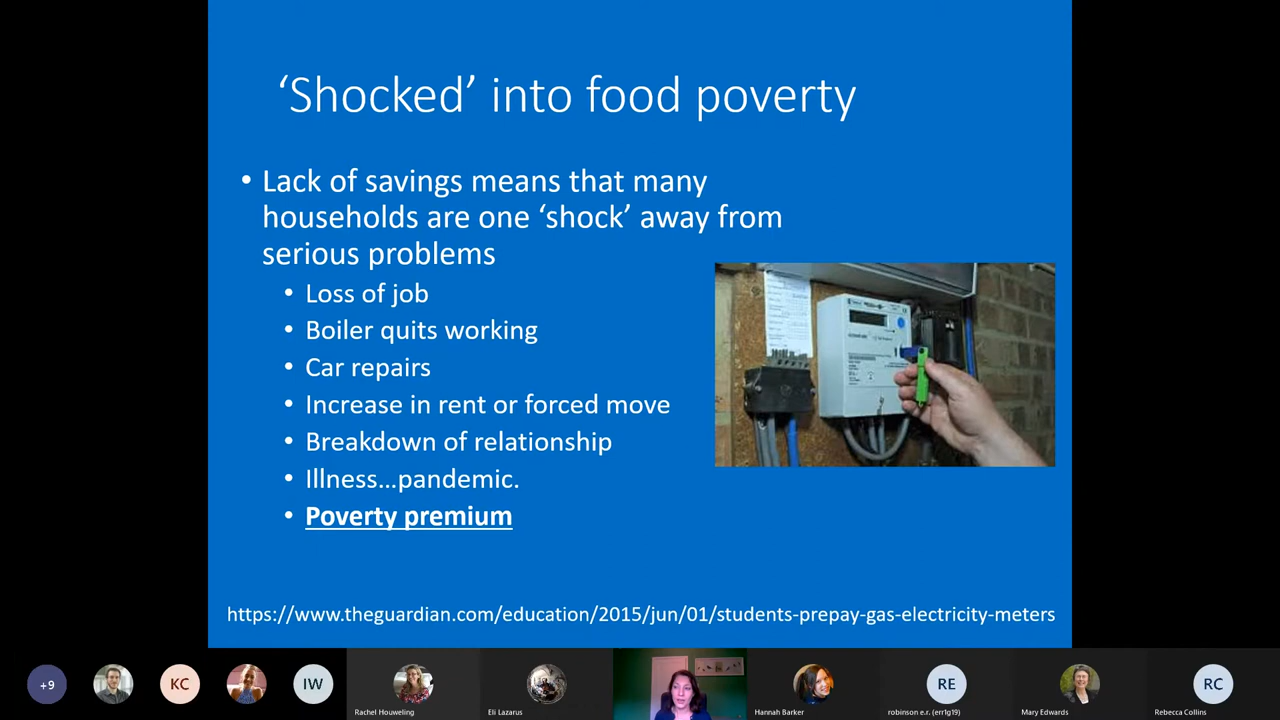 ‘Shocked’ into food poverty
• Lack of savings means that many
households are one ‘shock’ away from
serious problems
• Loss of job
• Boiler quits working
• Car repairs
• Increase in rent or forced move
• Breakdown of relationship
• Illness...pandemic.
• Poverty premium
https://www.theguardian.com/education/2015/jun/01/students-prepay-gas-electricity-meters
+9
KC
IW
RE
RC
Rachel Houweling
Eli Lazarus
Hannah Barker
robinson e.r. (err1g19)
Mary Edwards
Rebecca Collins